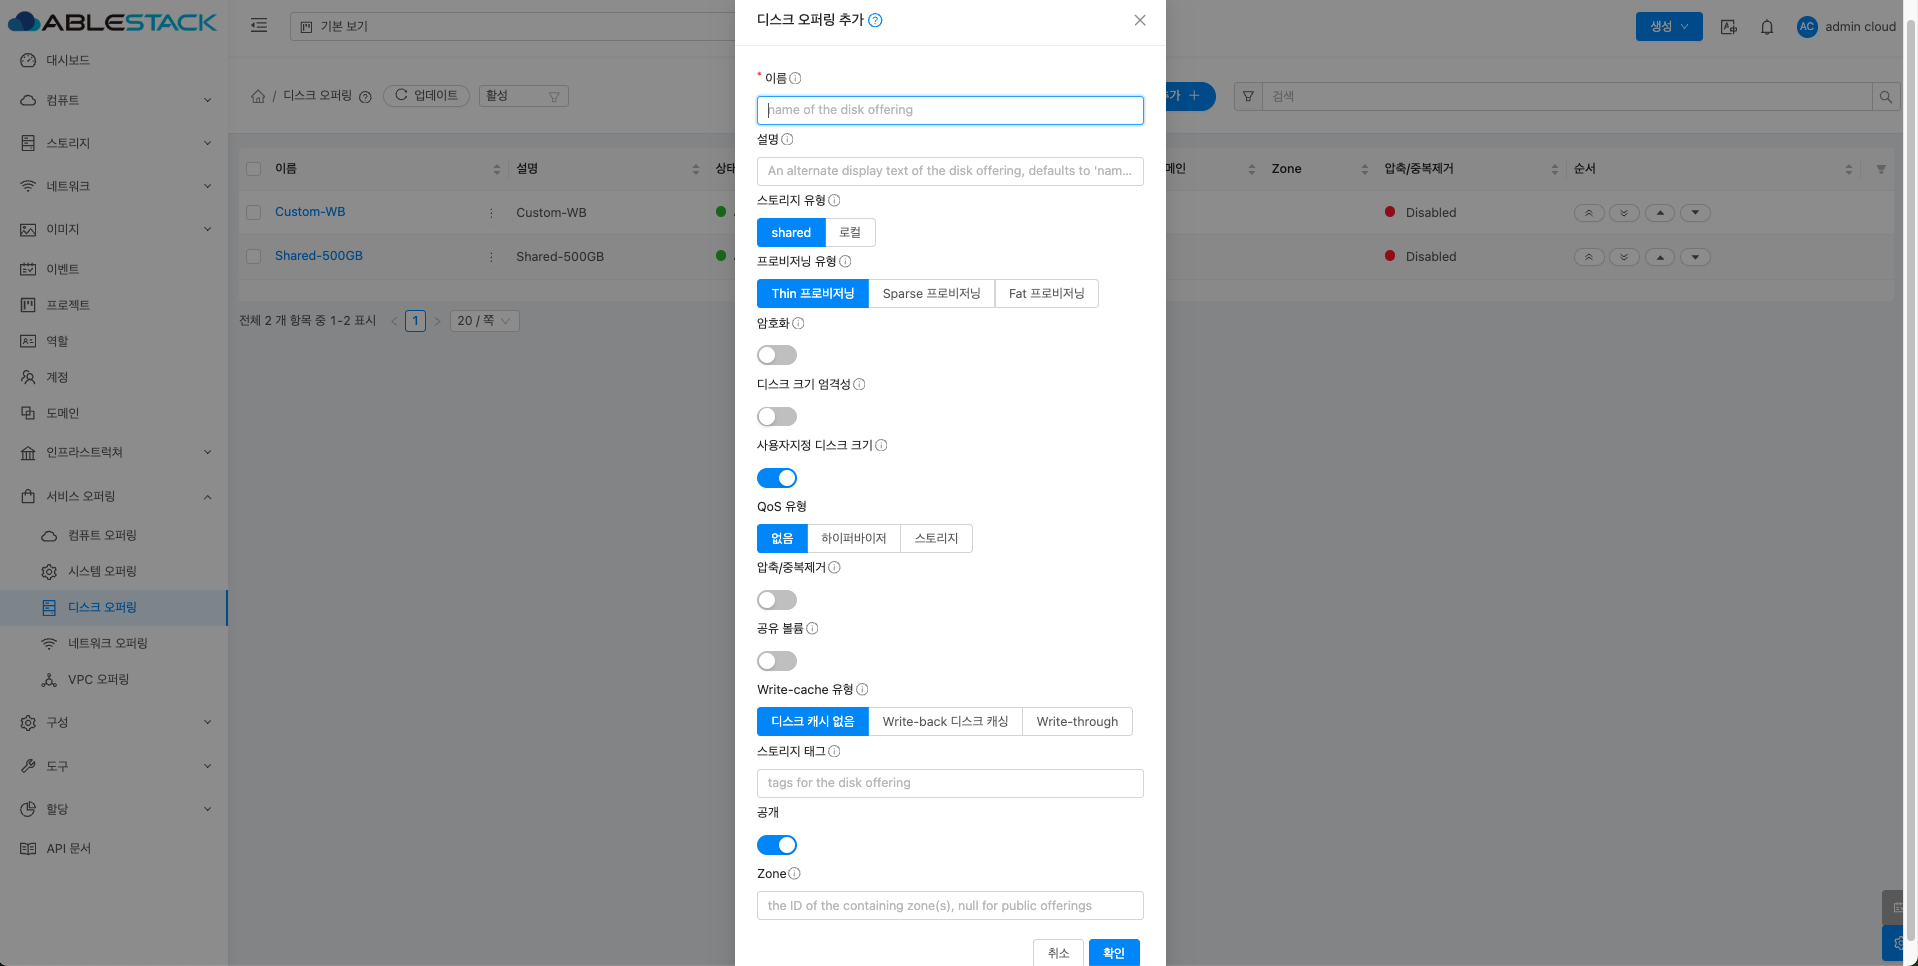 ABLESTACK
기본 보기
생성
AC
admin cloud
대시보드
컴퓨트
스토리지
네트워크
이미지
이벤트
프로젝트
역할
계정
도메인
인프라스트럭쳐
서비스 오퍼링
컴퓨트 오퍼링
시스템 오퍼링
디스크 오퍼링
네트워크 오퍼링
VPC 오퍼링
구성
도구
할당
API 문서
/ 디스크 오퍼링
업데이트
활성
검색
이름
설명
상태
Zone
압축/중복제거
순서
Custom-WB
Custom-WB
Disabled
Shared-500GB
Shared-500GB
Disabled
전체 2 개 항목 중 1-2 표시
1
20 / 쪽
디스크 오퍼링 추가
* 이름
name of the disk offering
설명
An alternate display text of the disk offering, defaults to 'nam...
스토리지 유형
shared
로컬
프로비저닝 유형
Thin 프로비저닝
Sparse 프로비저닝
Fat 프로비저닝
암호화
디스크 크기 엄격성
사용자지정 디스크 크기
QoS 유형
없음
하이퍼바이저
스토리지
압축/중복제거
공유 볼륨
Write-cache 유형
디스크 캐시 없음
Write-back 디스크 캐싱
Write-through
스토리지 태그
tags for the disk offering
공개
Zone
the ID of the containing zone(s), null for public offerings
취소
확인